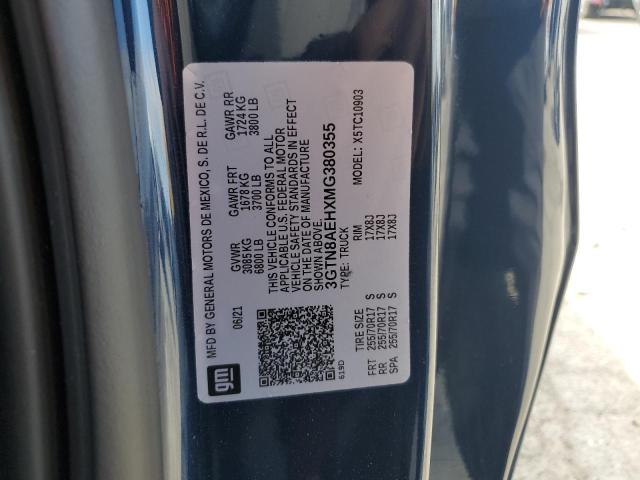 MFD BY GENERAL MOTORS DE MEXICO, S. DE R.L. DE C.V.
06/21
GVWR GAWR FRT GAWR RR
3085 KG 1678 KG 1724 KG
6800 LB 3700 LB 3800 LB
THIS VEHICLE CONFORMS TO ALL
APPLICABLE U.S. FEDERAL MOTOR
VEHICLE SAFETY STANDARDS IN EFFECT
ON THE DATE OF MANUFACTURE
SHOWN ABOVE.
3GTN8AEHXMG380355
TYPE: TRUCK MODEL: X5TC10903
gm
619D
TIRE SIZE RIM
FRT 255/70R17 S 17X8J
RR 255/70R17 S 17X8J
SPA 255/70R17 S 17X8J